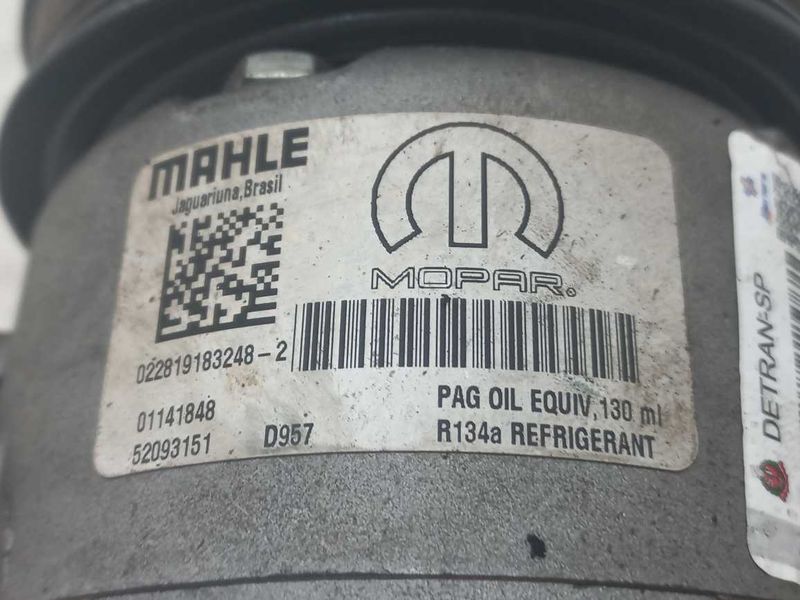 MAHLE
Jaguariuna,Brasil
MOPAR®
022819183248-2
01141848
52093151
D957
PAG OIL EQUIV, 130 ml
R134a REFRIGERANT
DETRAN-SP